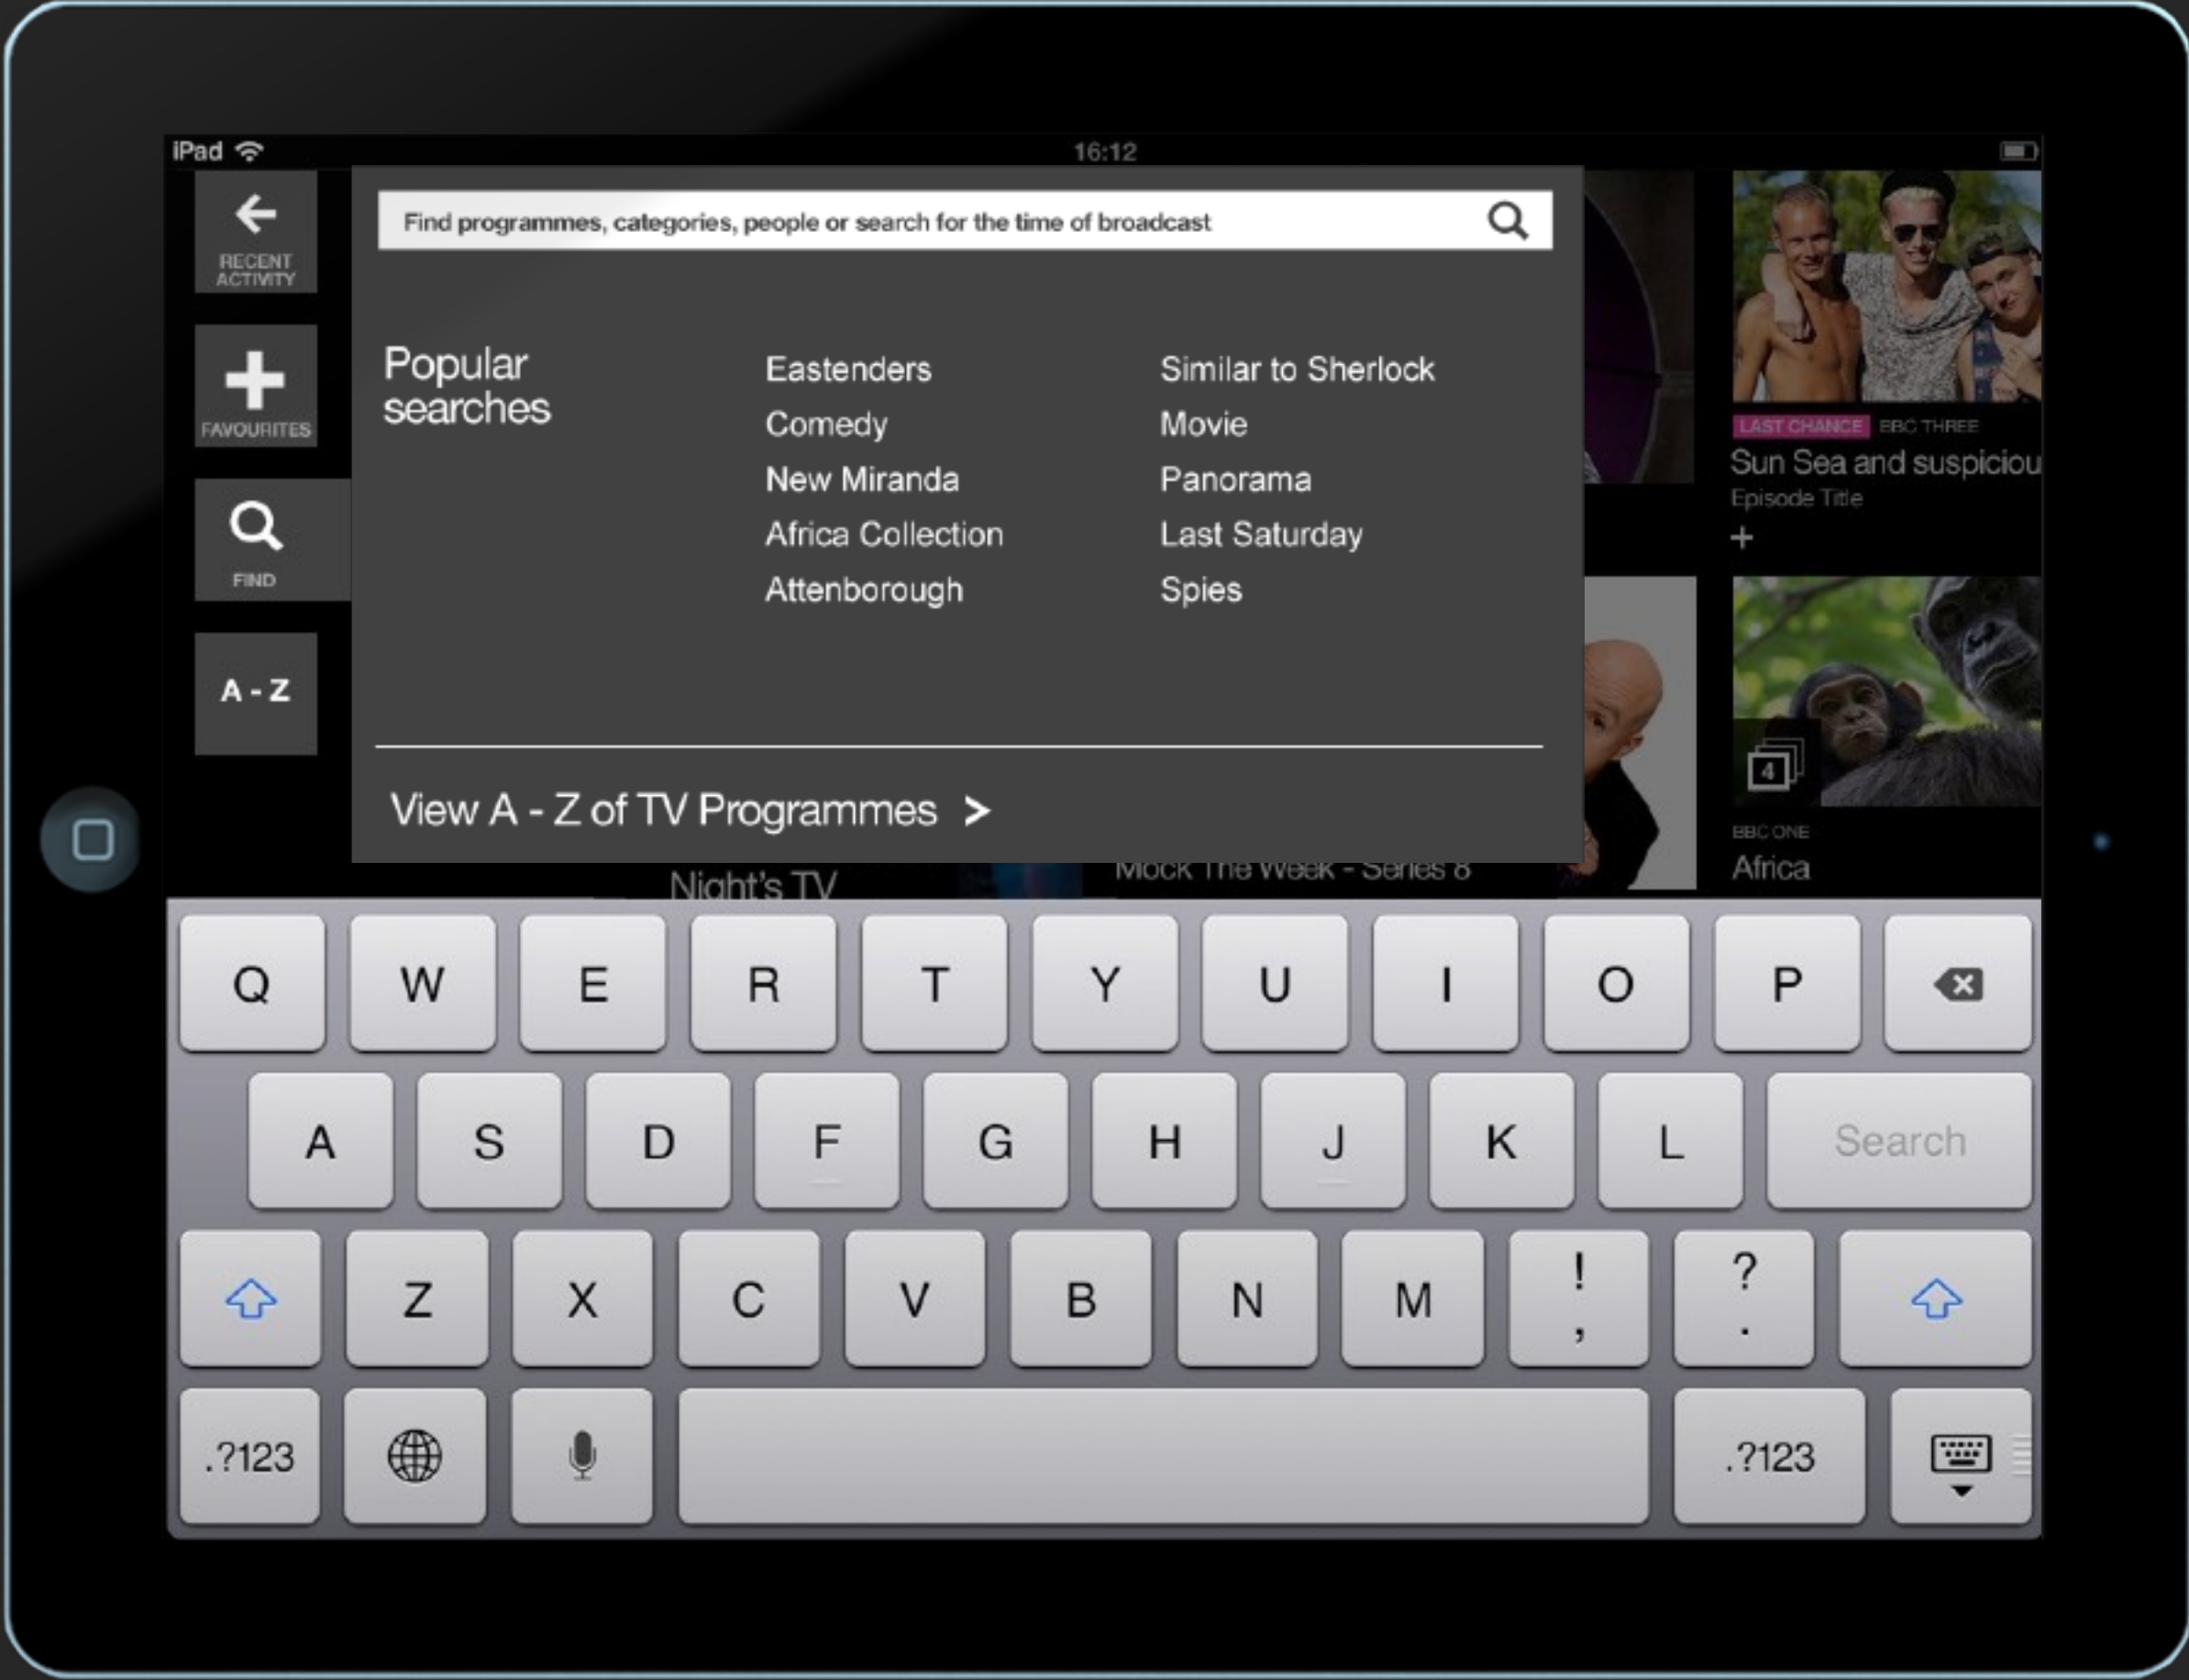 iPad
16:12
RECENT
ACTIVITY
FAVOURITES
FIND
A - Z
Find programmes, categories, people or search for the time of broadcast
Popular
searches
Eastenders
Comedy
New Miranda
Africa Collection
Attenborough
Similar to Sherlock
Movie
Panorama
Last Saturday
Spies
View A - Z of TV Programmes >
LAST CHANCE BBC THREE
Sun Sea and suspiciou
Episode Title
+
4
BBC ONE
Africa
Night's TV
Mock The Week - Series 8
Q W E R T Y U I O P
A S D F G H J K L Search
Z X C V B N M ! , ? .
.?123 .?123